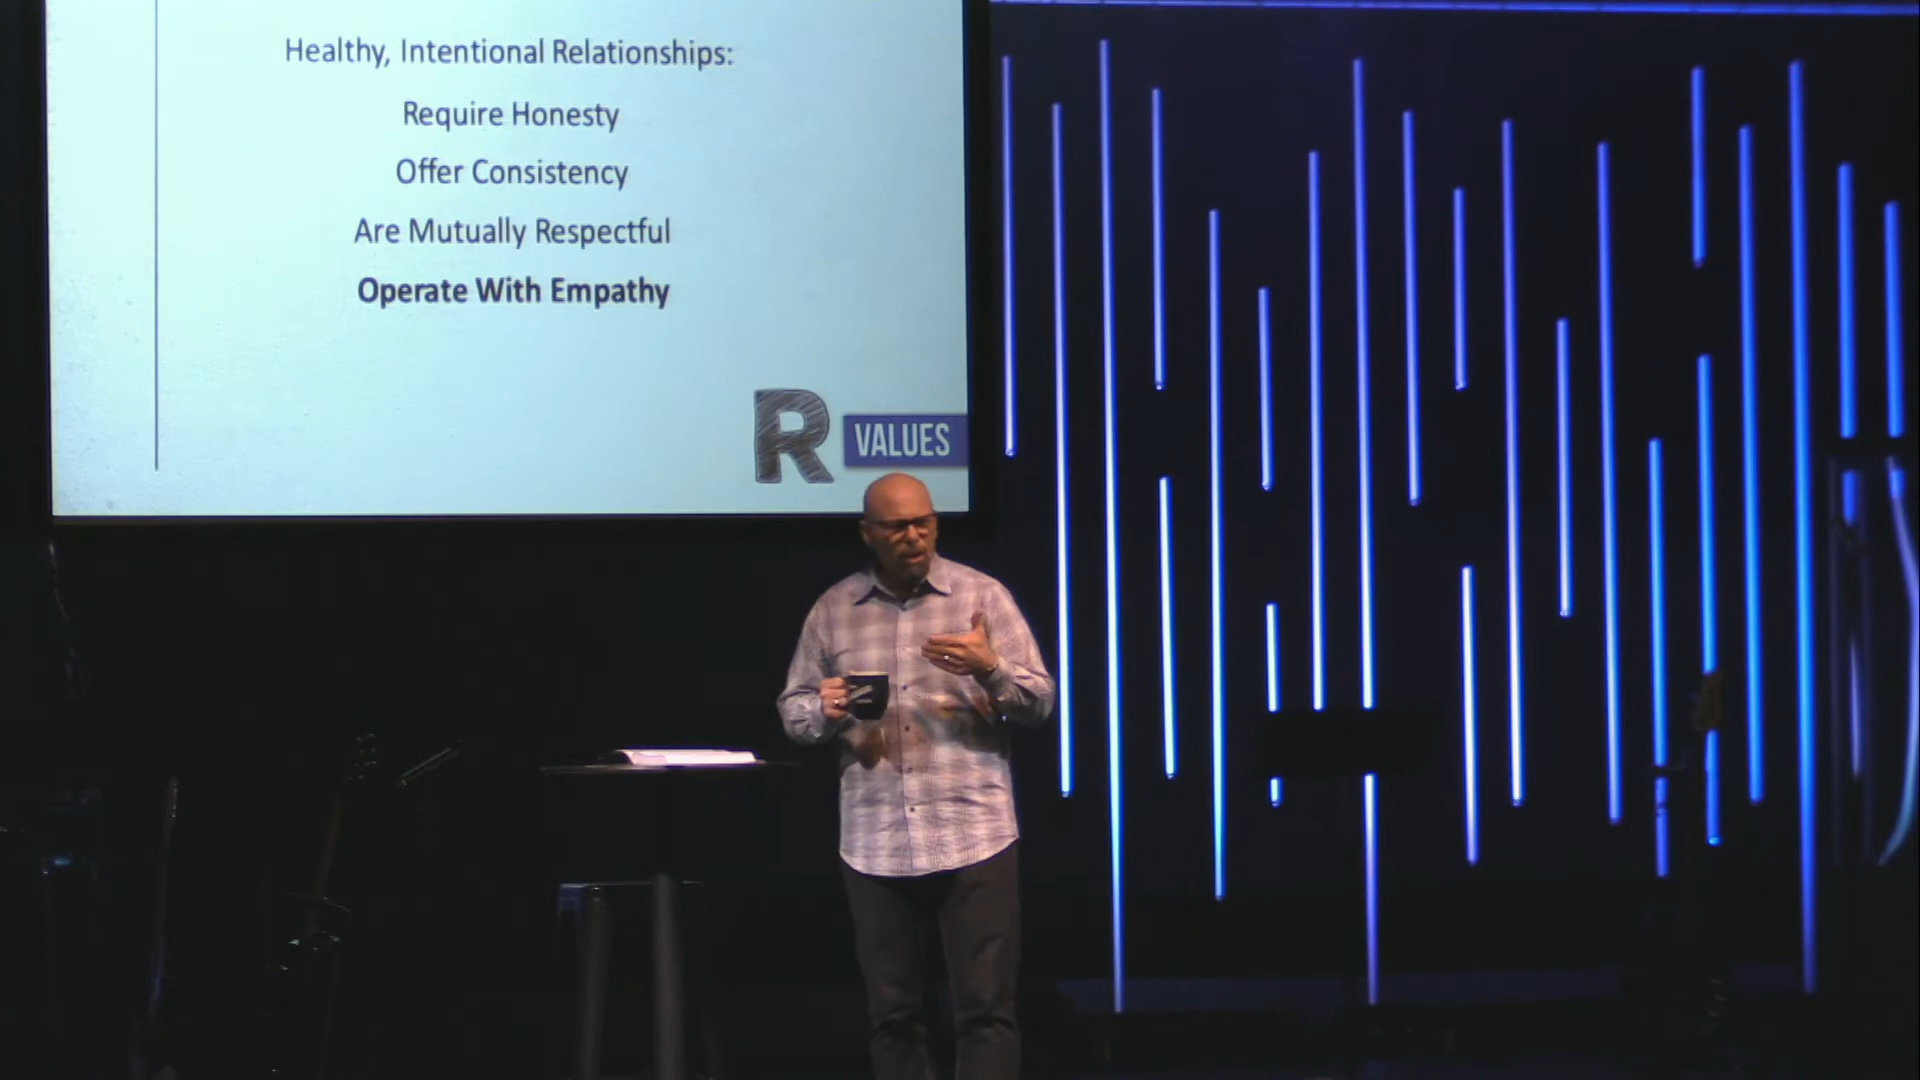 Healthy, Intentional Relationships:
Require Honesty
Offer Consistency
Are Mutually Respectful
Operate With Empathy
R VALUES